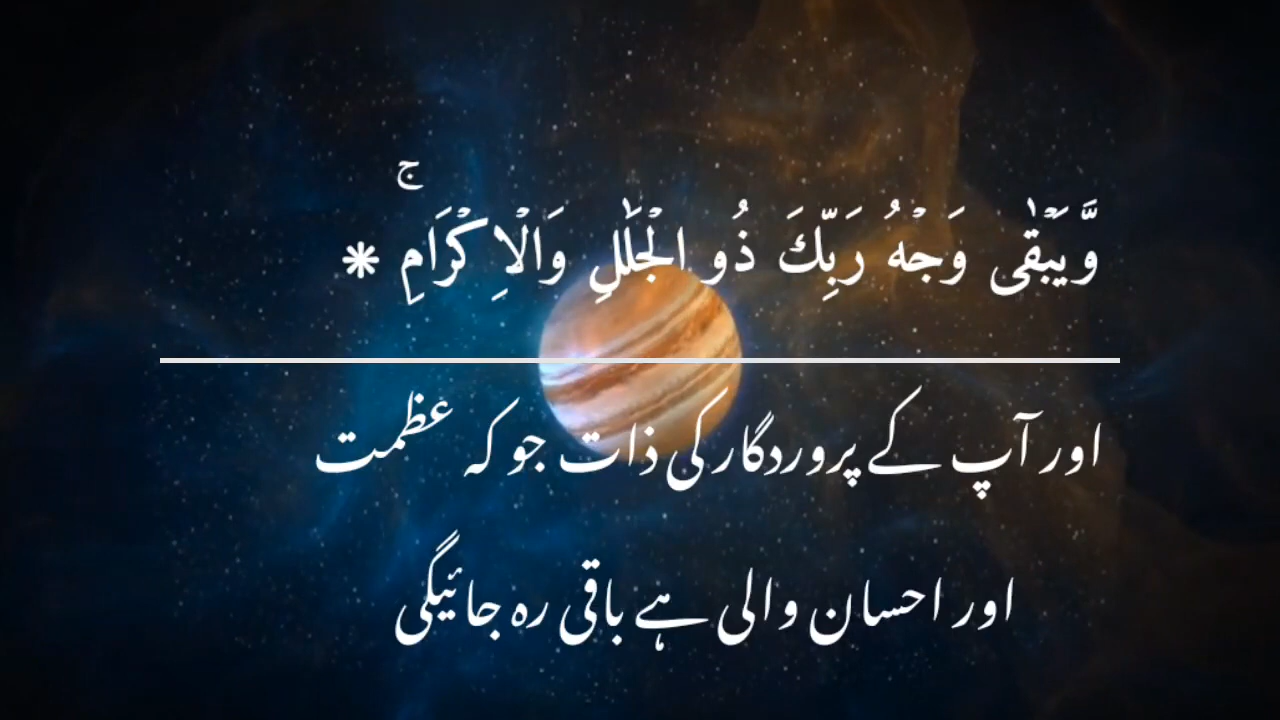 وَّيَبْقٰى وَجْهُ رَبِّكَ ذُو الْجَلٰلِ وَالْاِكْرَامِۚ *
اور آپ کے پروردگار کی ذات جو کہ عظمت
اور احسان والی ہے باقی رہ جائیگی